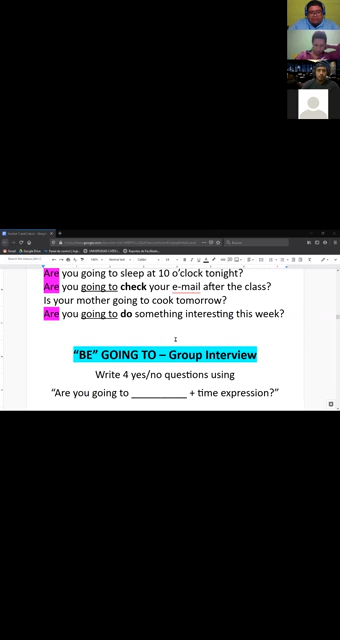 Are you going to sleep at 10 o'clock tonight?
Are you going to check your e-mail after the class?
Is your mother going to cook tomorrow?
Are you going to do something interesting this week?
“BE” GOING TO – Group Interview
Write 4 yes/no questions using
“Are you going to __________ + time expression?”